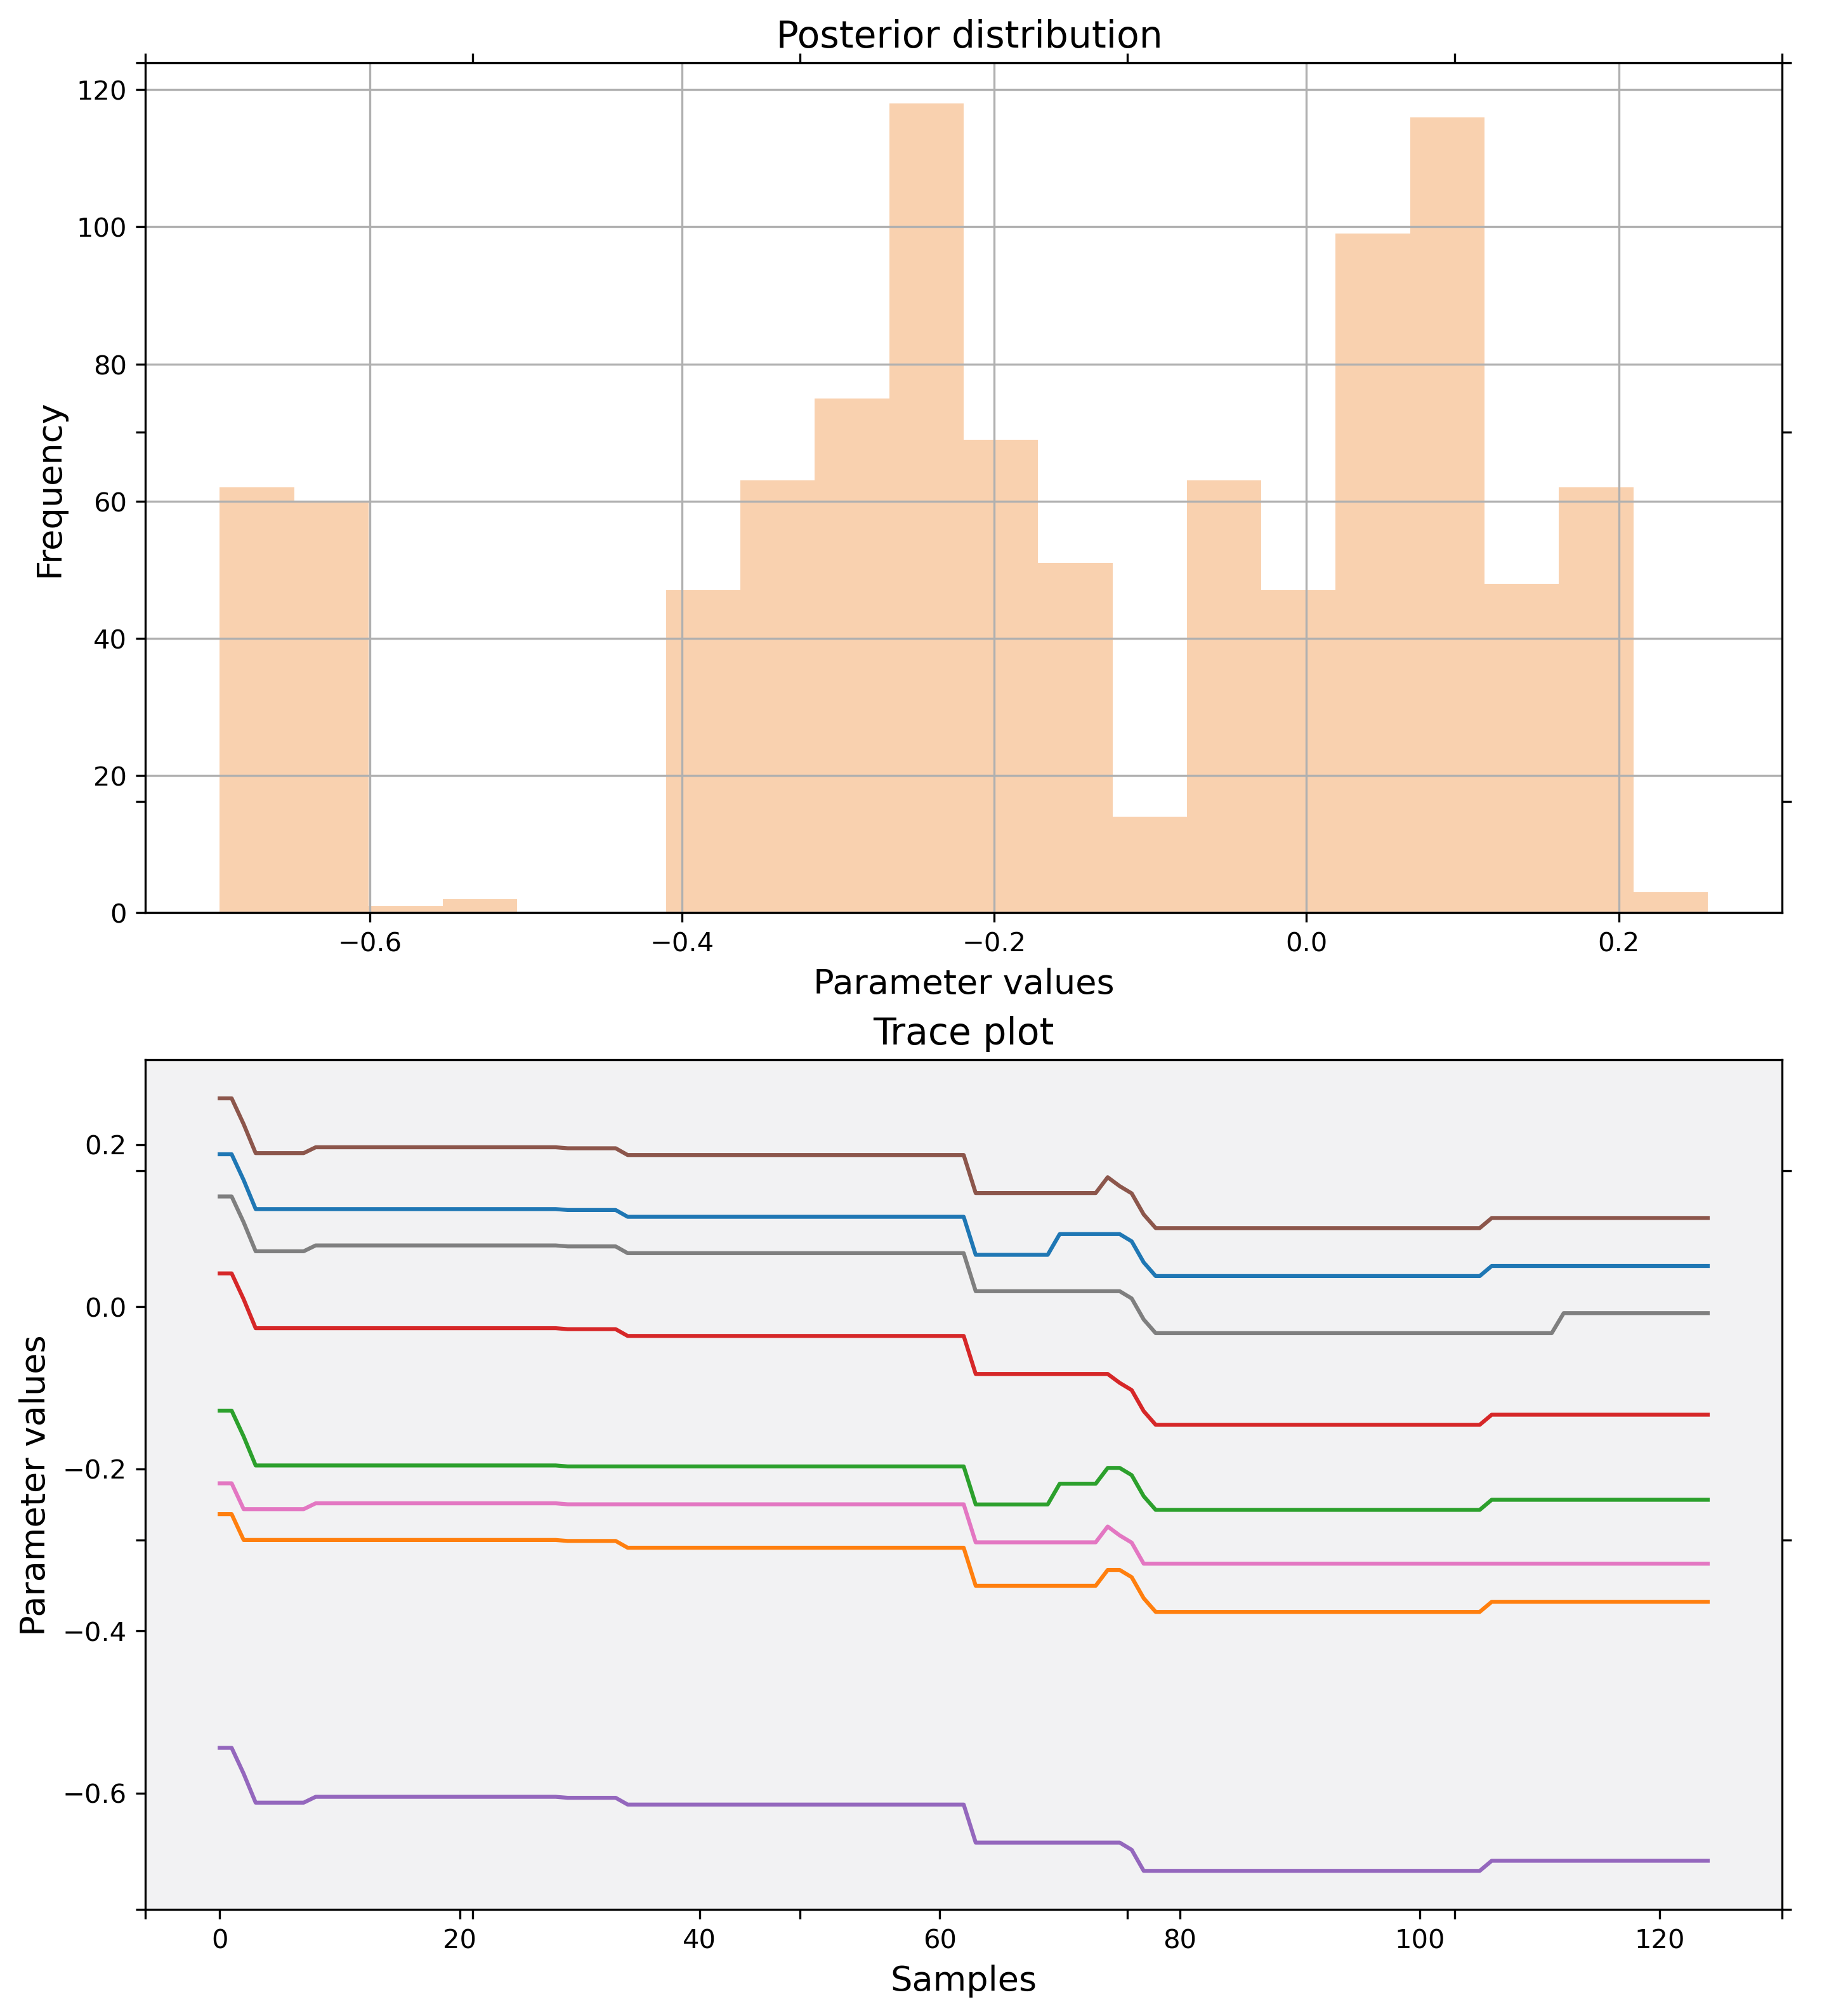 Posterior distribution
120
100
80
60
40
20
0
Frequency
−0.6 −0.4 −0.2 0.0 0.2
Parameter values
Trace plot
0.2
0.0
−0.2
−0.4
−0.6
Parameter values
0 20 40 60 80 100 120
Samples